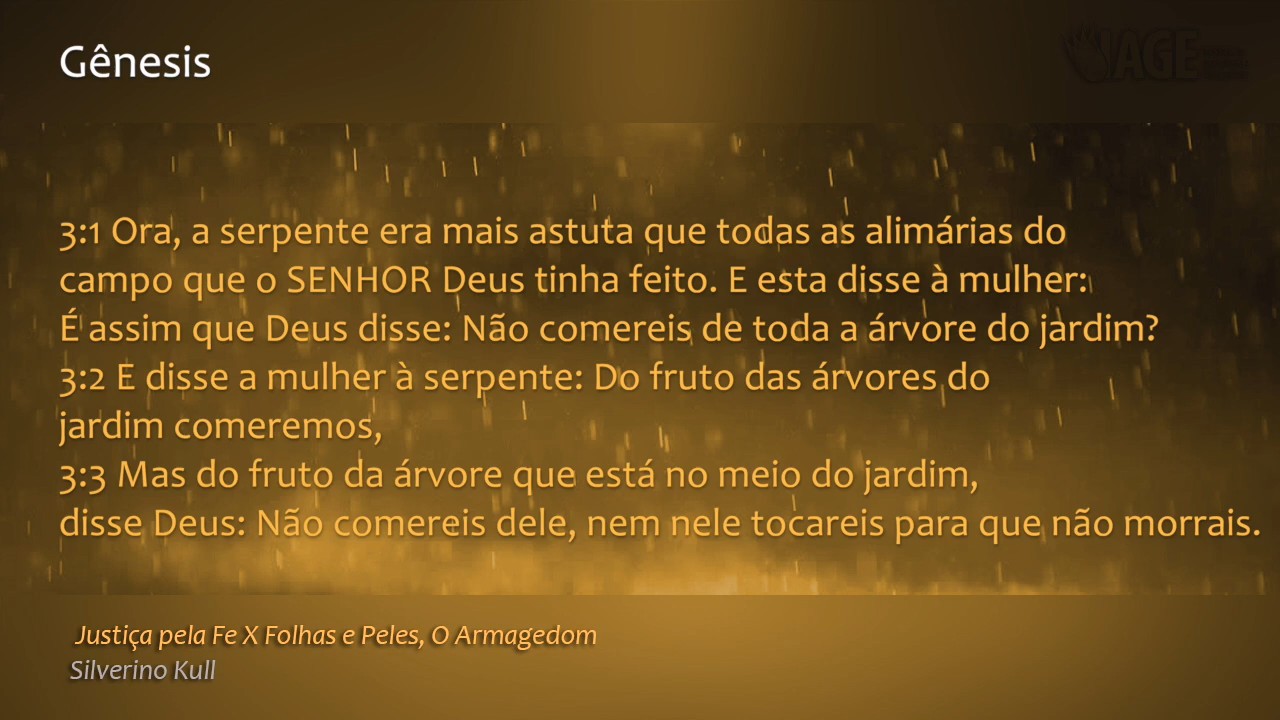 Gênesis
IAGE
3:1 Ora, a serpente era mais astuta que todas as alimárias do
campo que o SENHOR Deus tinha feito. E esta disse à mulher:
É assim que Deus disse: Não comereis de toda a árvore do jardim?
3:2 E disse a mulher à serpente: Do fruto das árvores do
jardim comeremos,
3:3 Mas do fruto da árvore que está no meio do jardim,
disse Deus: Não comereis dele, nem nele tocareis para que não morrais.
Justiça pela Fe X Folhas e Peles, O Armagedom
Silverino Kull